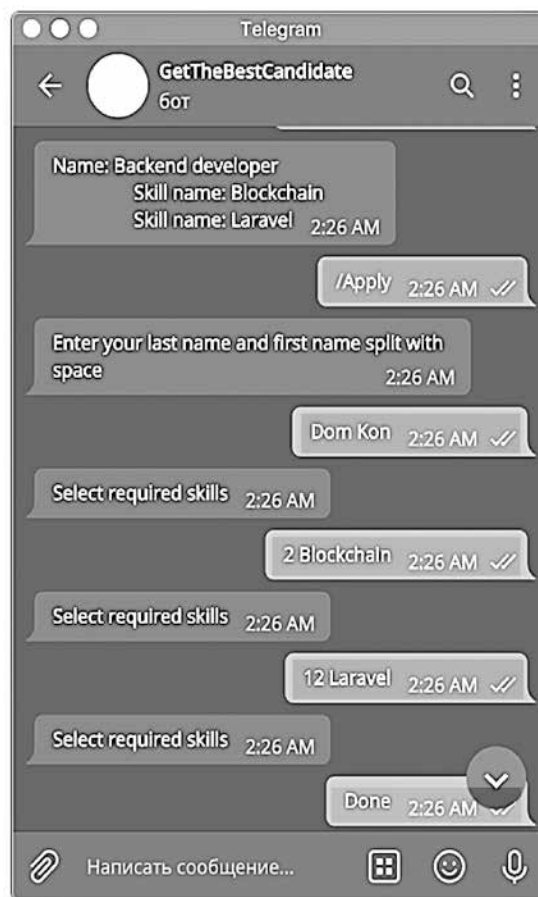 Telegram
GetTheBestCandidate
бот
Name: Backend developer
Skill name: Blockchain
Skill name: Laravel 2:26 AM
/Apply 2:26 AM
Enter your last name and first name split with
space 2:26 AM
Dom Kon 2:26 AM
Select required skills 2:26 AM
2 Blockchain 2:26 AM
Select required skills 2:26 AM
12 Laravel 2:26 AM
Select required skills 2:26 AM
Done 2:26 AM
Написать сообщение...